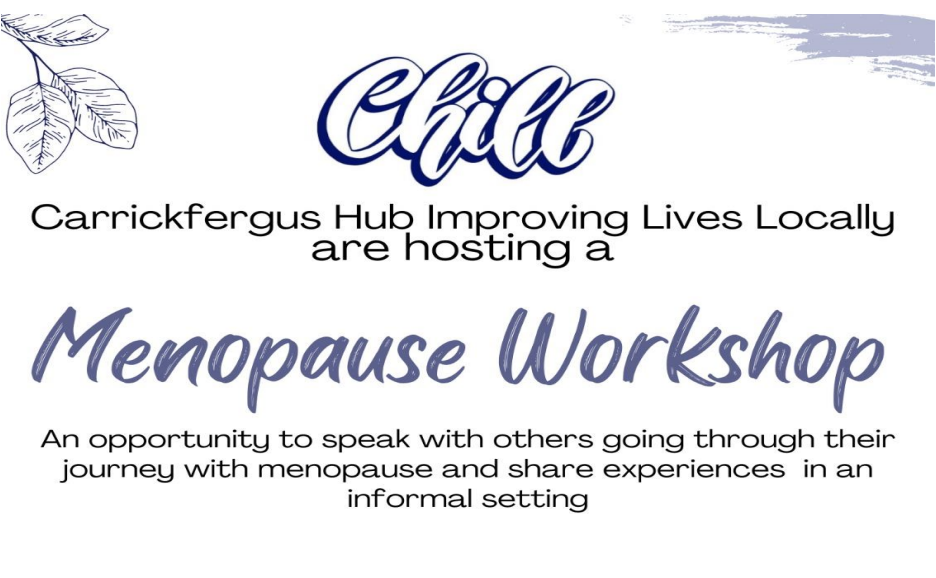 Chill
Carrickfergus Hub Improving Lives Locally
are hosting a
Menopause Workshop
An opportunity to speak with others going through their
journey with menopause and share experiences in an
informal setting